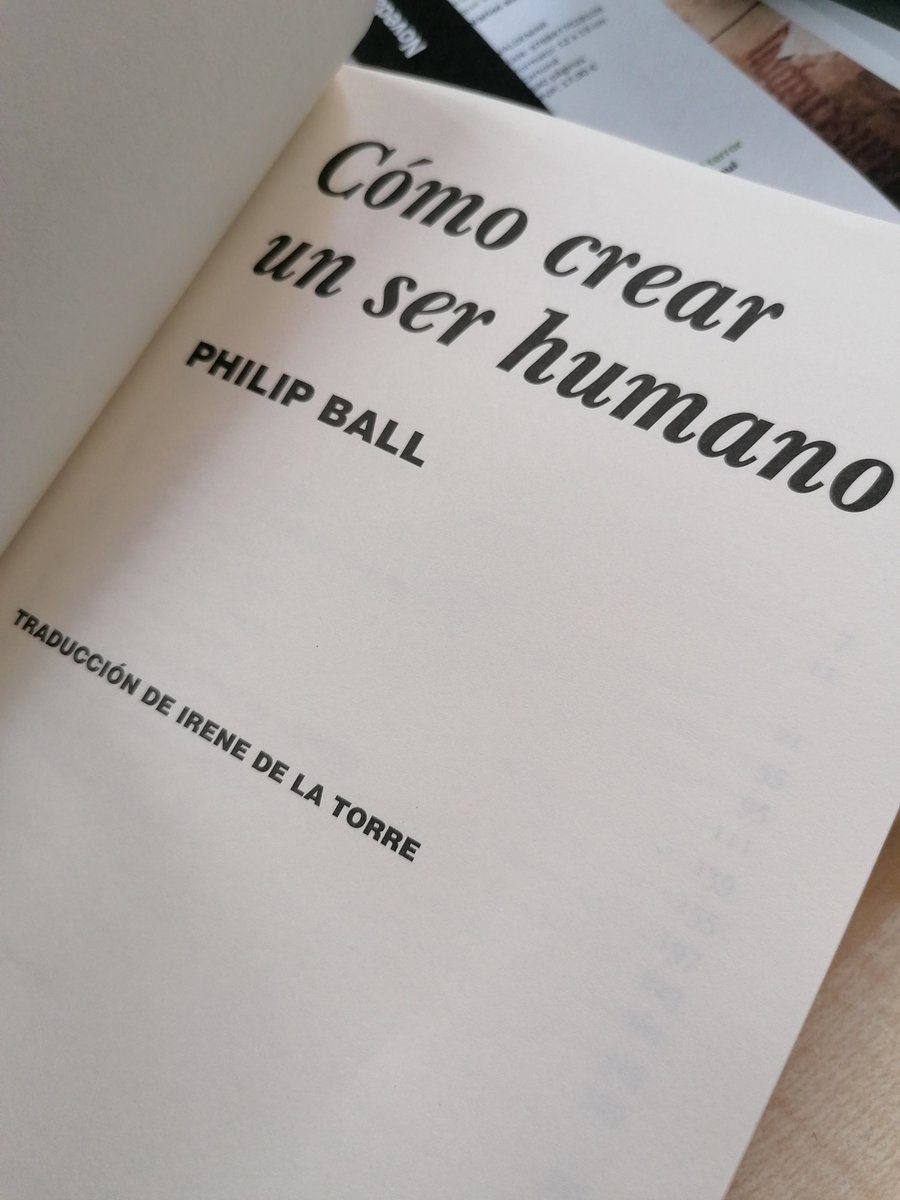 Cómo crear
un ser humano
PHILIP BALL
TRADUCCIÓN DE IRENE DE LA TORRE